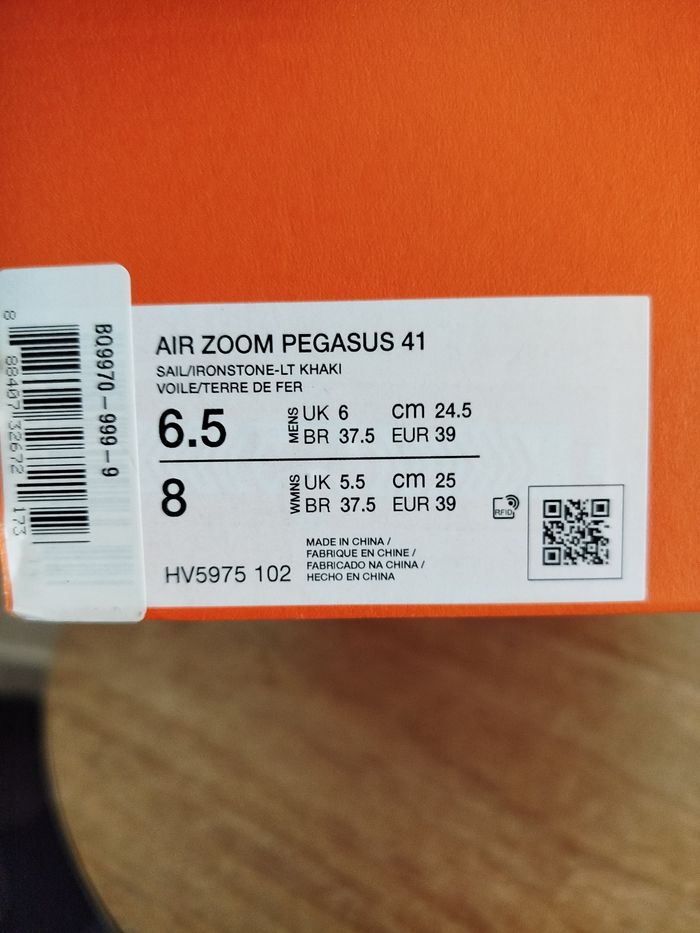 8
88407 32672
173
BQ9970-999-9
AIR ZOOM PEGASUS 41
SAIL/IRONSTONE-LT KHAKI
VOILE/TERRE DE FER
6.5 MENS UK 6 cm 24.5
BR 37.5 EUR 39
8 WMNS UK 5.5 cm 25
BR 37.5 EUR 39
RFID
MADE IN CHINA /
FABRIQUE EN CHINE /
FABRICADO NA CHINA /
HECHO EN CHINA
HV5975 102